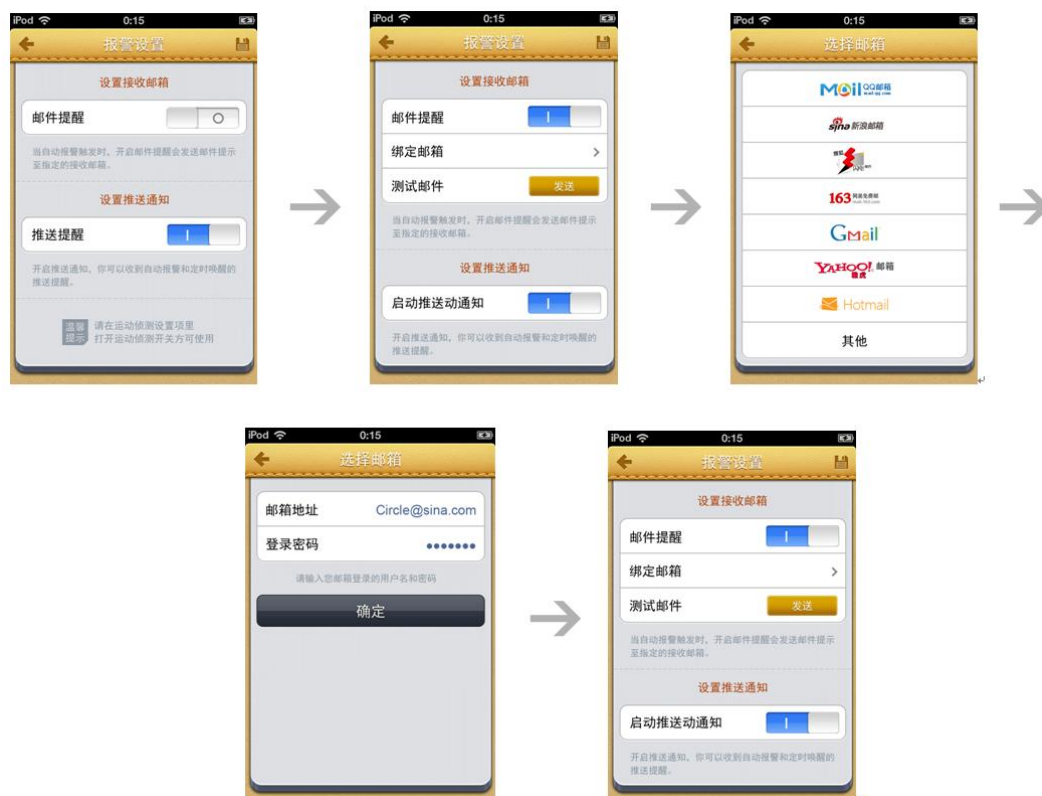 iPod 0:15
报警设置
设置接收邮箱
邮件提醒
当自动报警触发时，开启邮件提醒会发送邮件提示
至指定的接收邮箱。
设置推送通知
推送提醒
开启推送通知，你可以收到自动报警和定时唤醒的
推送提醒。
温馨
提示
请在运动侦测设置项里
打开运动侦测开关方可使用
iPod 0:15
报警设置
设置接收邮箱
邮件提醒
绑定邮箱
测试邮件 发送
当自动报警触发时，开启邮件提醒会发送邮件提示
至指定的接收邮箱。
设置推送通知
启动推送动通知
开启推送通知，你可以收到自动报警和定时唤醒的
推送提醒。
iPod 0:15
选择邮箱
Mail QQ邮箱
mail.qq.com
sina 新浪邮箱
163 网易免费邮
mail.163.com
Gmail
YAHOO! 邮箱
雅虎
Hotmail
其他
iPod 0:15
选择邮箱
邮箱地址 Circle@sina.com
登录密码 •••••••
请输入您邮箱登录的用户名和密码
确定
iPod 0:15
报警设置
设置接收邮箱
邮件提醒
绑定邮箱
测试邮件 发送
当自动报警触发时，开启邮件提醒会发送邮件提示
至指定的接收邮箱。
设置推送通知
启动推送动通知
开启推送通知，你可以收到自动报警和定时唤醒的
推送提醒。